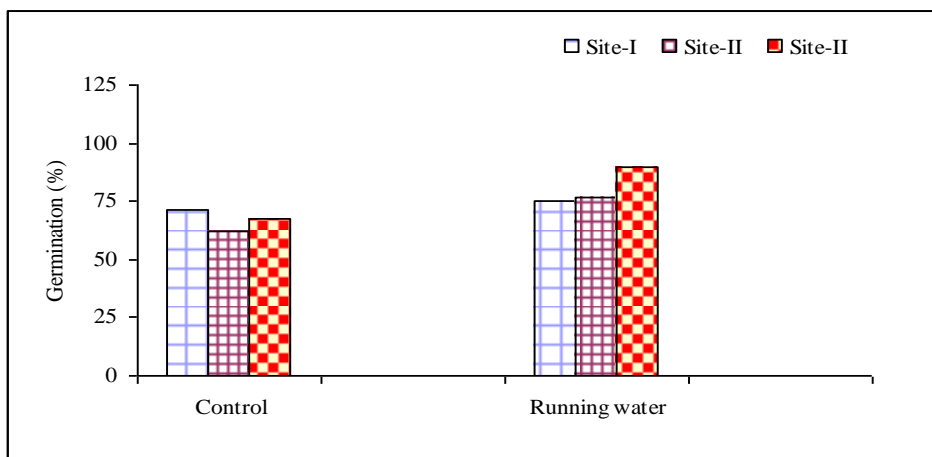 Site-I Site-II Site-II
125
100
75
50
25
0
Germination (%)
Control Running water